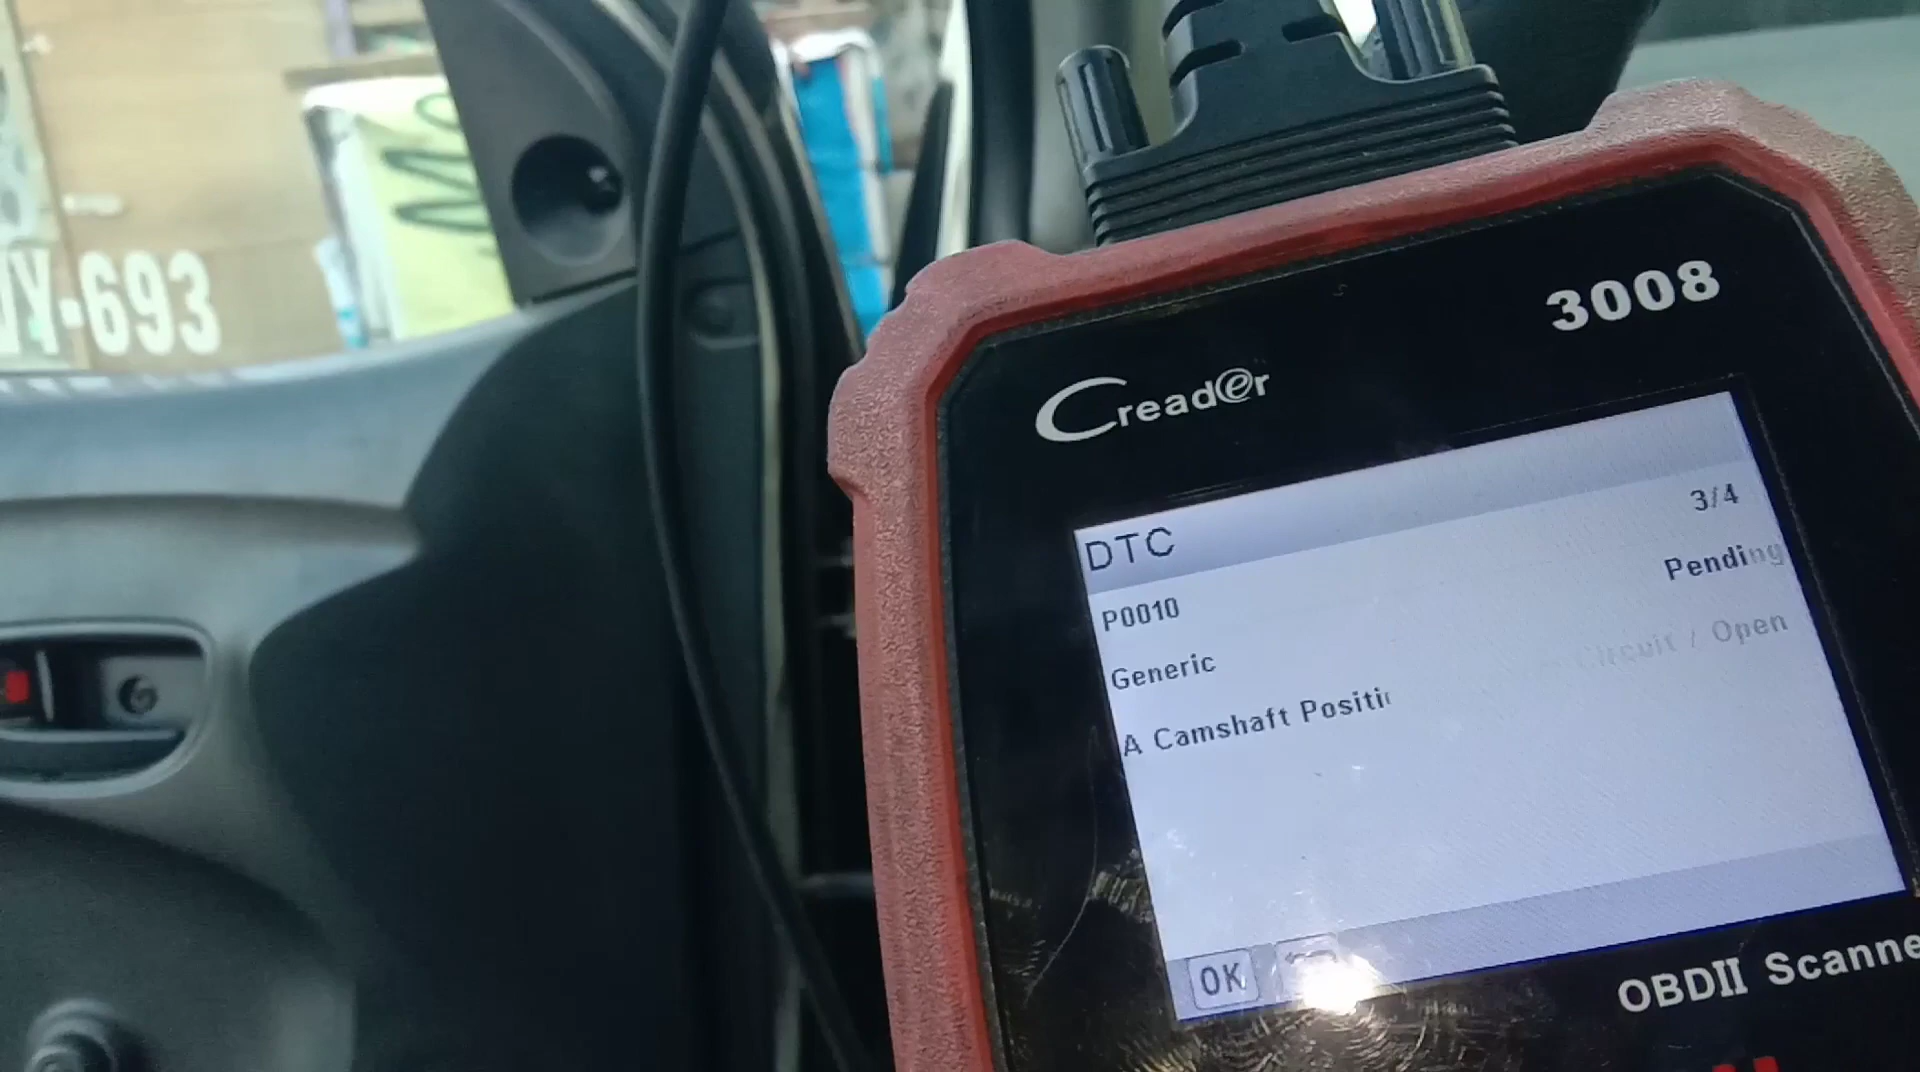 -693
3008
Creader
DTC
3/4
P0010
Pending
Generic
A Camshaft Positi
Circuit / Open
OK
OBDII Scanne